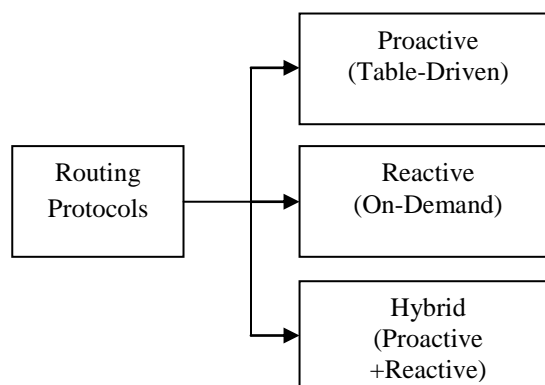 Routing
Protocols
Proactive
(Table-Driven)
Reactive
(On-Demand)
Hybrid
(Proactive
+Reactive)